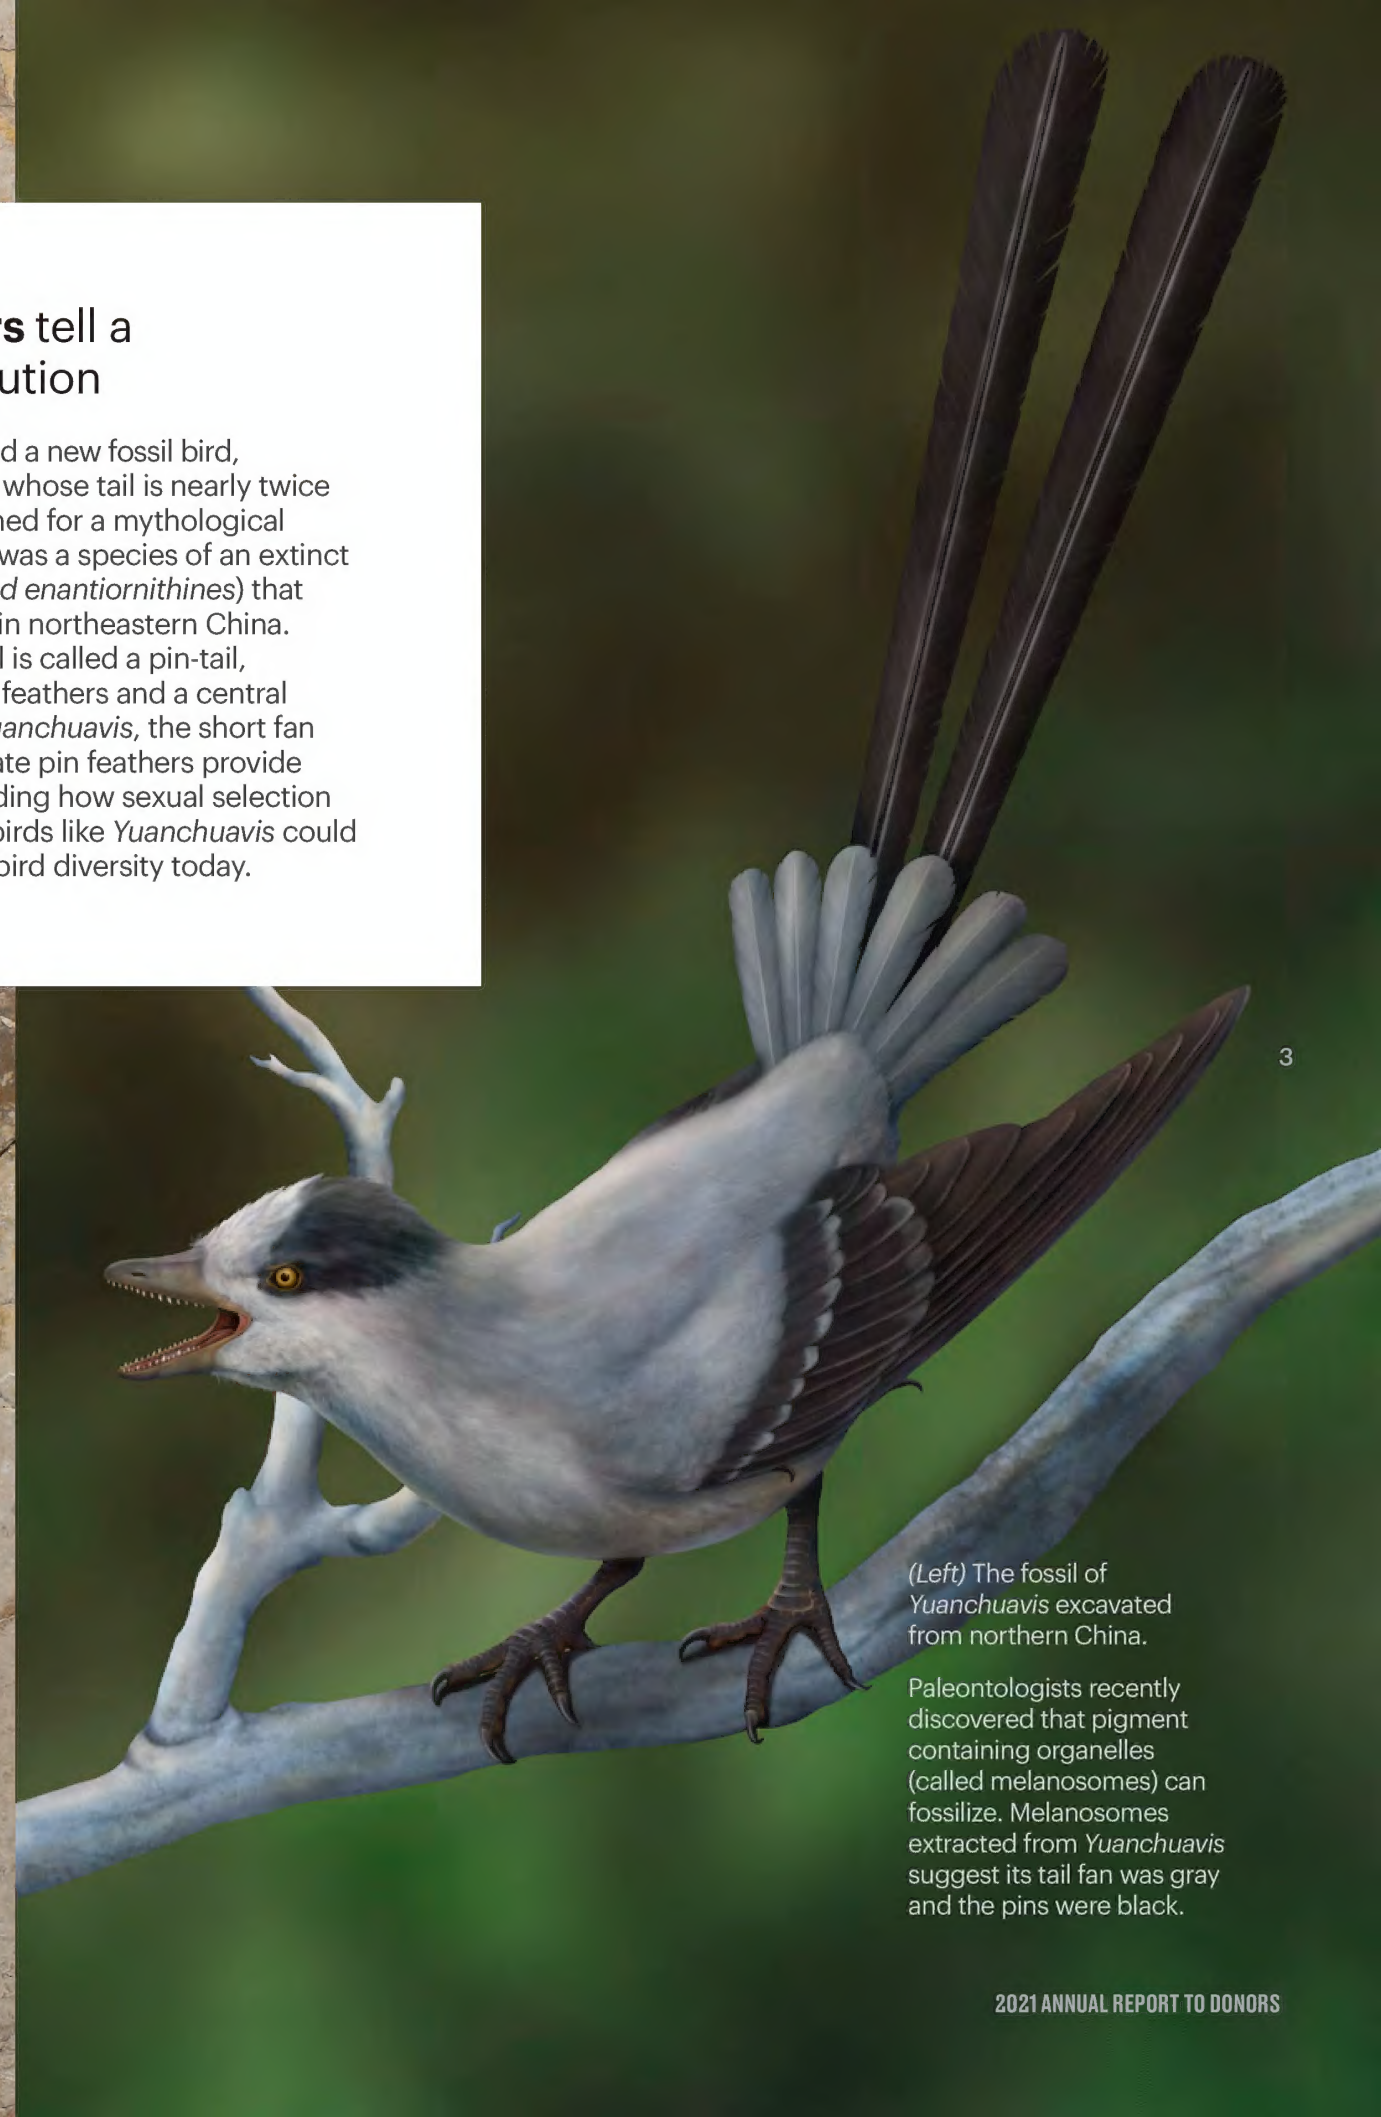 rs tell a
ution
d a new fossil bird,
whose tail is nearly twice
ned for a mythological
was a species of an extinct
d enantiornithines) that
in northeastern China.
l is called a pin-tail,
feathers and a central
uanchuavis, the short fan
ate pin feathers provide
ding how sexual selection
birds like Yuanchuavis could
bird diversity today.
3
(Left) The fossil of
Yuanchuavis excavated
from northern China.
Paleontologists recently
discovered that pigment
containing organelles
(called melanosomes) can
fossilize. Melanosomes
extracted from Yuanchuavis
suggest its tail fan was gray
and the pins were black.
2021 ANNUAL REPORT TO DONORS